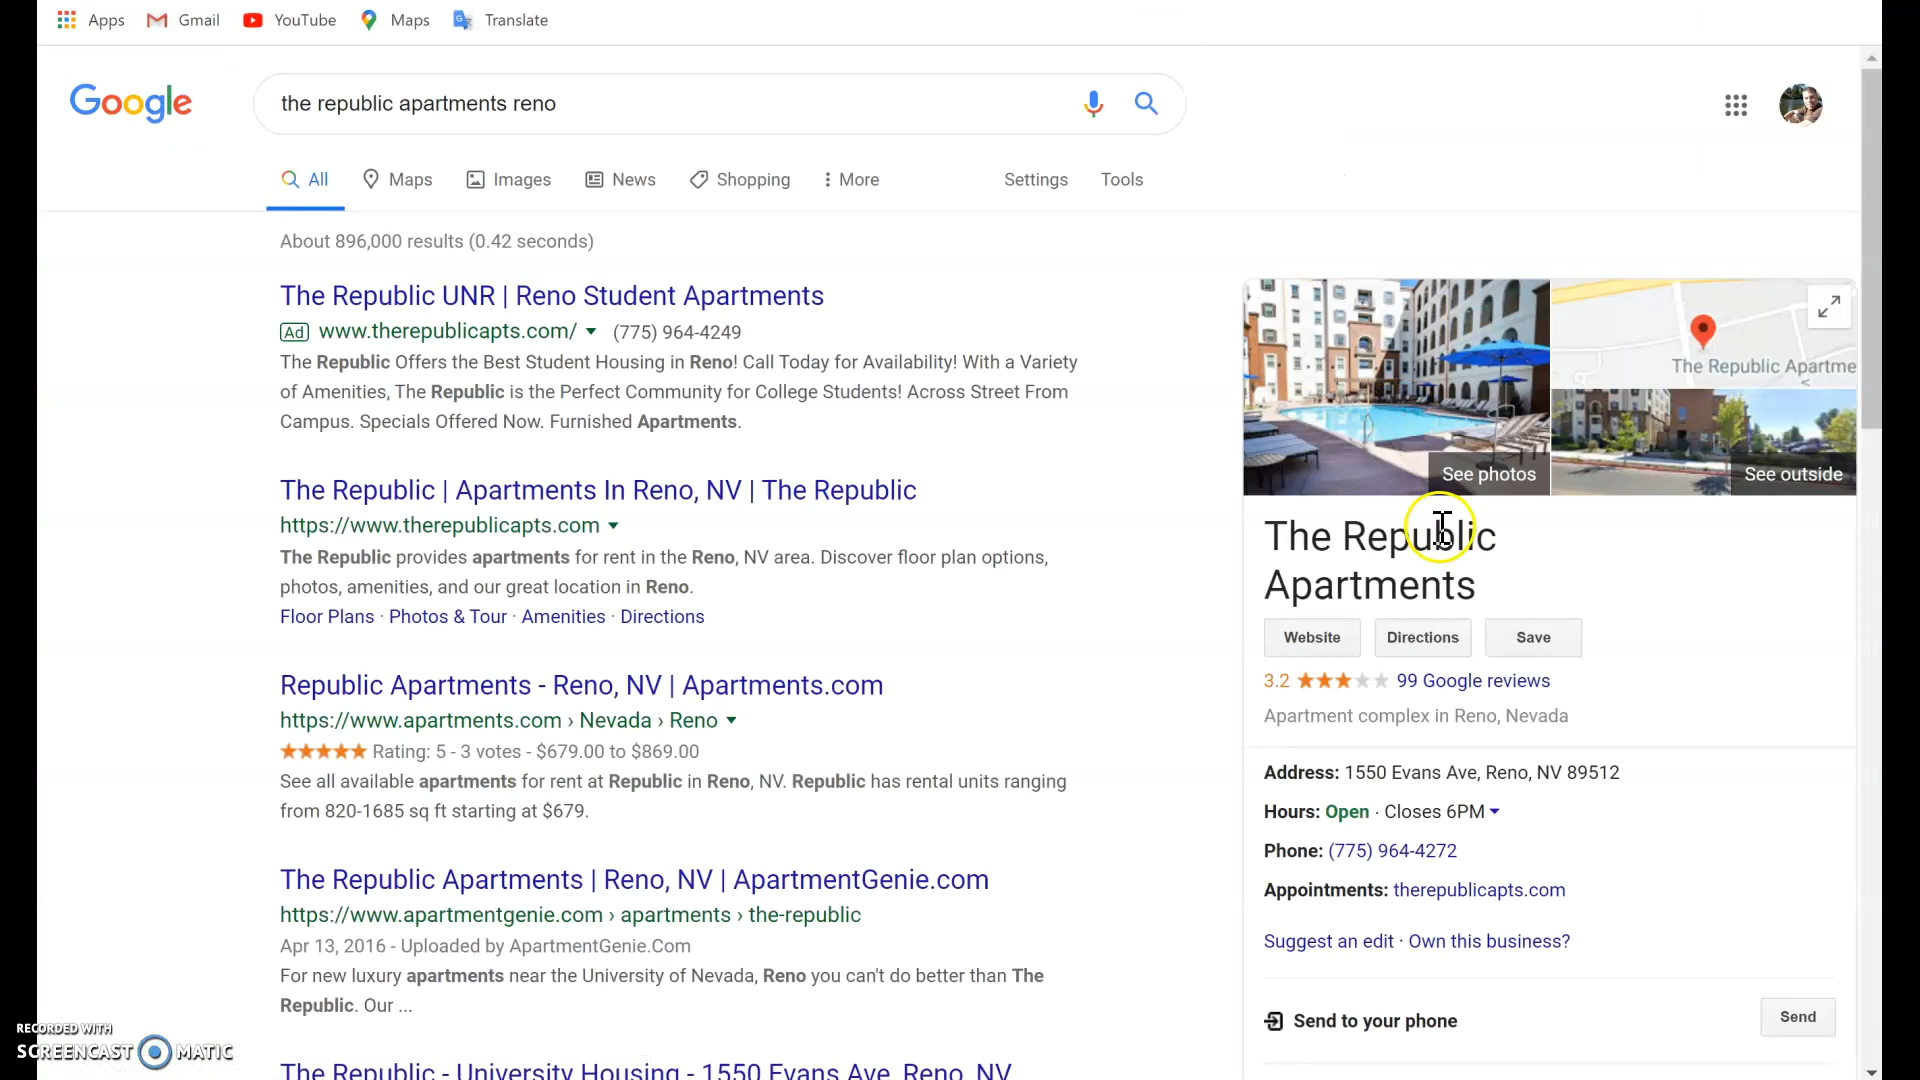 Apps Gmail YouTube Maps Translate
Google
the republic apartments reno
All Maps Images News Shopping More Settings Tools
About 896,000 results (0.42 seconds)
The Republic UNR | Reno Student Apartments
Ad www.therepublicapts.com/ (775) 964-4249
The Republic Offers the Best Student Housing in Reno! Call Today for Availability! With a Variety
of Amenities, The Republic is the Perfect Community for College Students! Across Street From
Campus. Specials Offered Now. Furnished Apartments.
The Republic | Apartments In Reno, NV | The Republic
https://www.therepublicapts.com
The Republic provides apartments for rent in the Reno, NV area. Discover floor plan options,
photos, amenities, and our great location in Reno.
Floor Plans · Photos & Tour · Amenities · Directions
Republic Apartments - Reno, NV | Apartments.com
https://www.apartments.com › Nevada › Reno
Rating: 5 - 3 votes - $679.00 to $869.00
See all available apartments for rent at Republic in Reno, NV. Republic has rental units ranging
from 820-1685 sq ft starting at $679.
The Republic Apartments | Reno, NV | ApartmentGenie.com
https://www.apartmentgenie.com › apartments › the-republic
Apr 13, 2016 - Uploaded by ApartmentGenie.Com
For new luxury apartments near the University of Nevada, Reno you can't do better than The
Republic. Our ...
The Republic - University Housing - 1550 Evans Ave, Reno, NV
The Republic Apartme
See photos
See outside
The Republic
Apartments
Website Directions Save
3.2 99 Google reviews
Apartment complex in Reno, Nevada
Address: 1550 Evans Ave, Reno, NV 89512
Hours: Open · Closes 6PM
Phone: (775) 964-4272
Appointments: therepublicapts.com
Suggest an edit · Own this business?
Send to your phone Send
RECORDED WITH
SCREENCAST MATIC